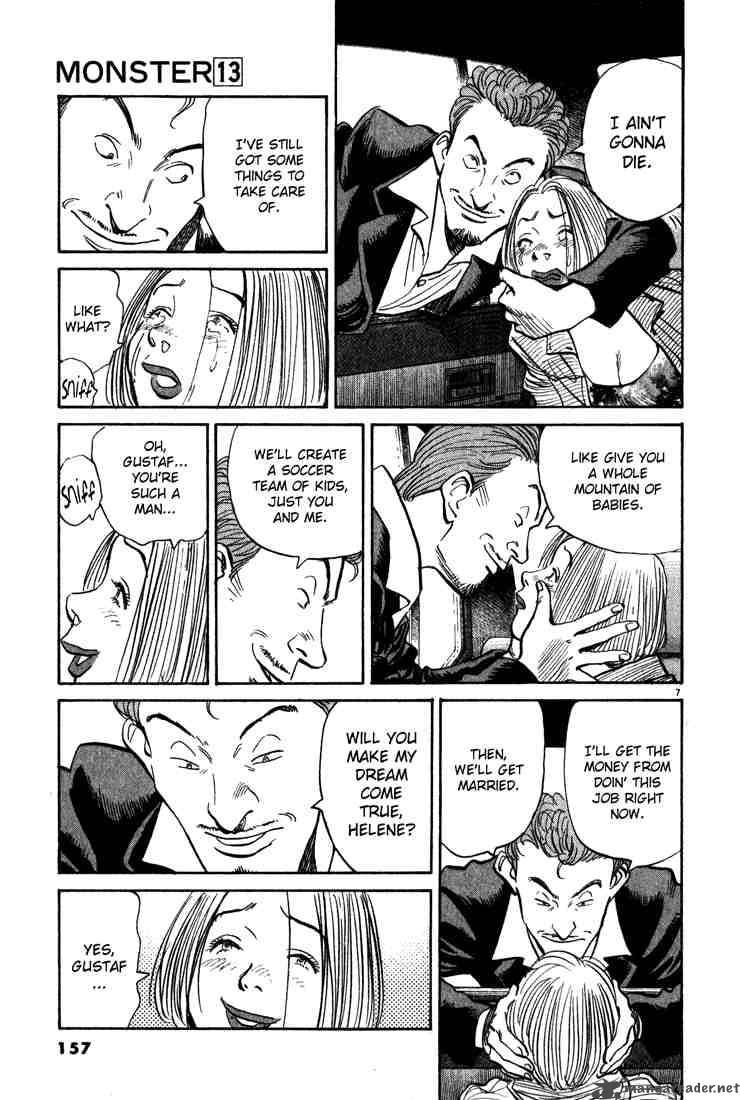 MONSTER 13
I AIN'T
GONNA
DIE.
I'VE STILL
GOT SOME
THINGS TO
TAKE CARE
OF.
LIKE
WHAT?
sniff
LIKE GIVE YOU
A WHOLE
MOUNTAIN OF
BABIES.
WE'LL CREATE
A SOCCER
TEAM OF KIDS,
JUST YOU
AND ME.
OH,
GUSTAF...
YOU'RE
SUCH A
MAN...
sniff
7
I'LL GET THE
MONEY FROM
DOIN' THIS
JOB RIGHT
NOW.
THEN,
WE'LL GET
MARRIED.
WILL YOU
MAKE MY
DREAM
COME
TRUE,
HELENE?
YES,
GUSTAF
...
157
mangareader.net